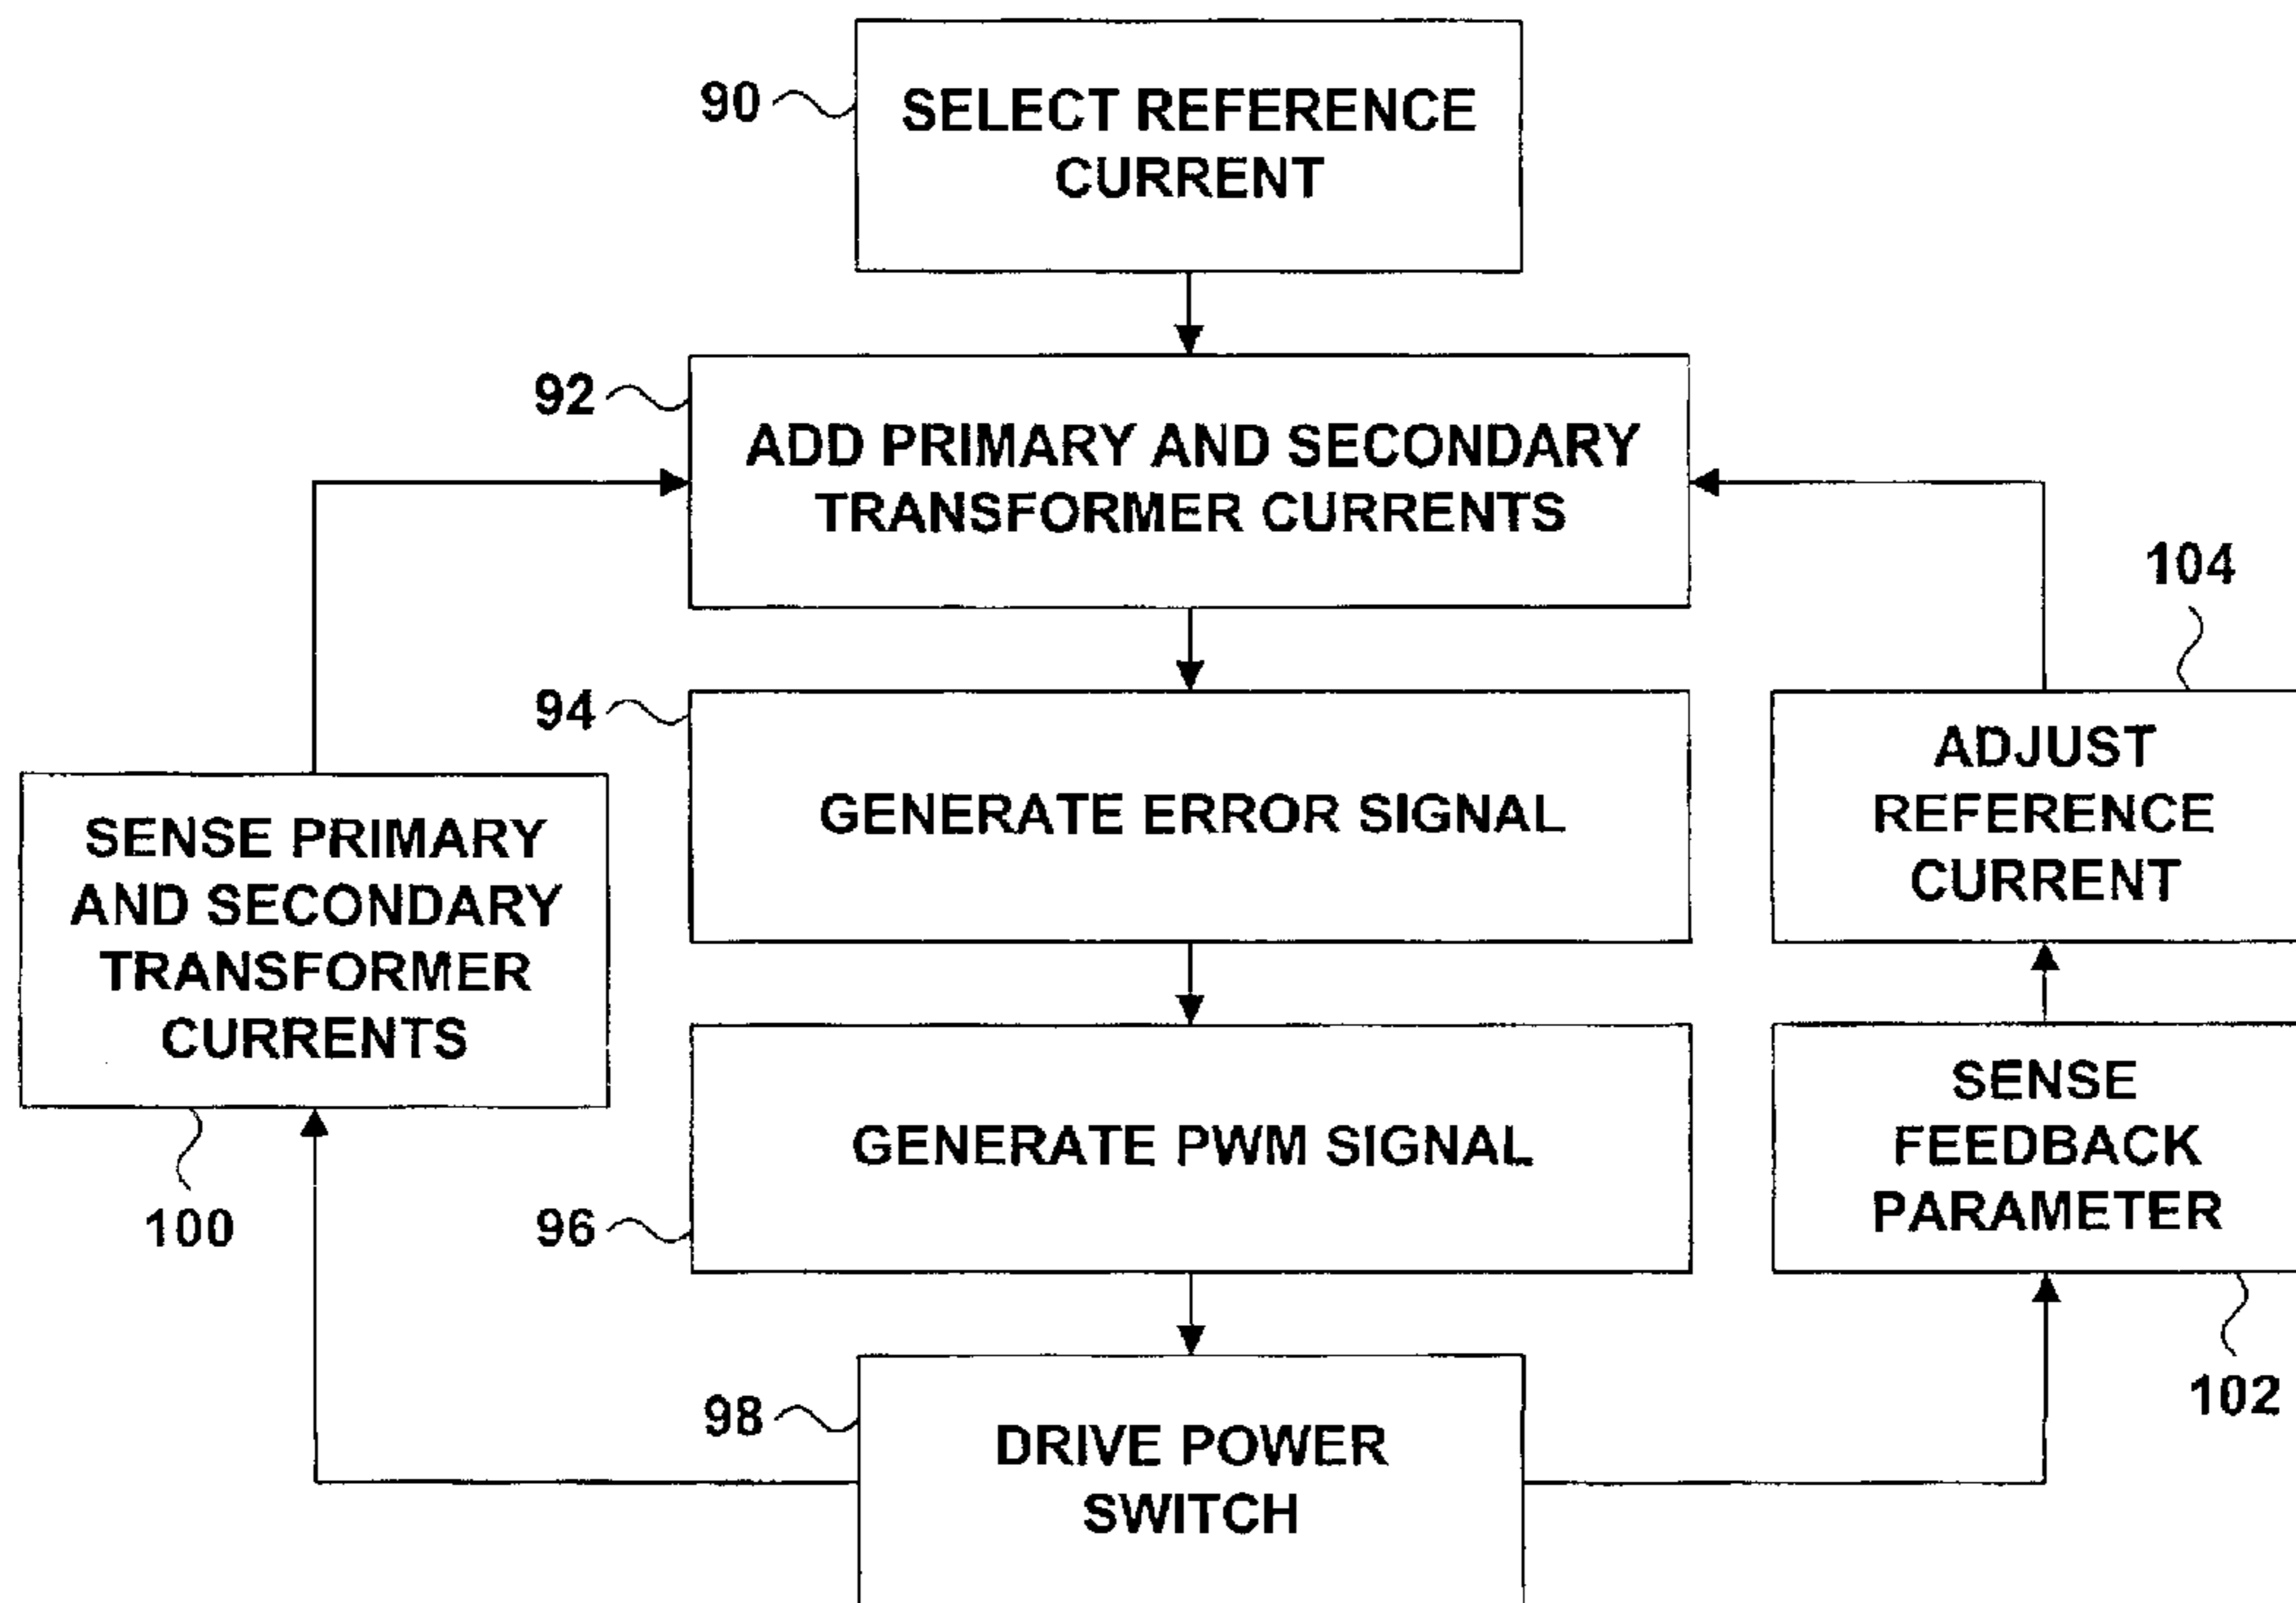 90
SELECT REFERENCE
CURRENT
92
ADD PRIMARY AND SECONDARY
TRANSFORMER CURRENTS
104
94
GENERATE ERROR SIGNAL
ADJUST
REFERENCE
CURRENT
SENSE PRIMARY
AND SECONDARY
TRANSFORMER
CURRENTS
100
96
GENERATE PWM SIGNAL
SENSE
FEEDBACK
PARAMETER
102
98
DRIVE POWER
SWITCH